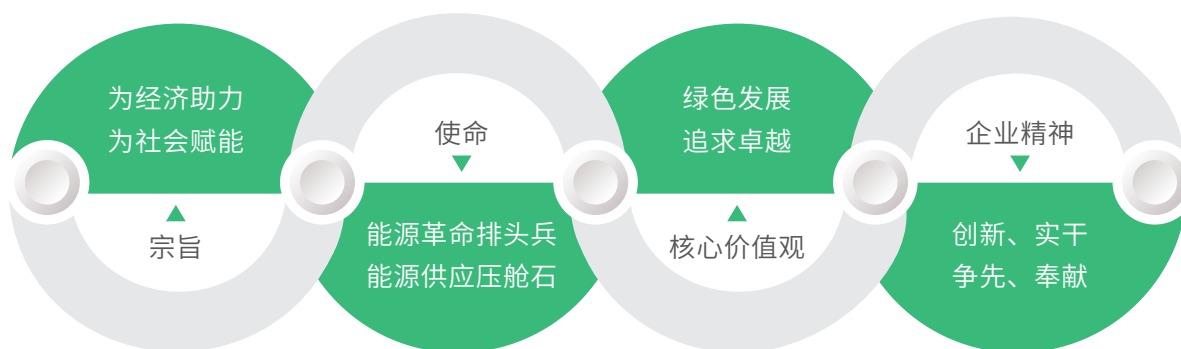 为经济助力
为社会赋能
宗旨
使命
能源革命排头兵
能源供应压舱石
绿色发展
追求卓越
核心价值观
企业精神
创新、实干
争先、奉献